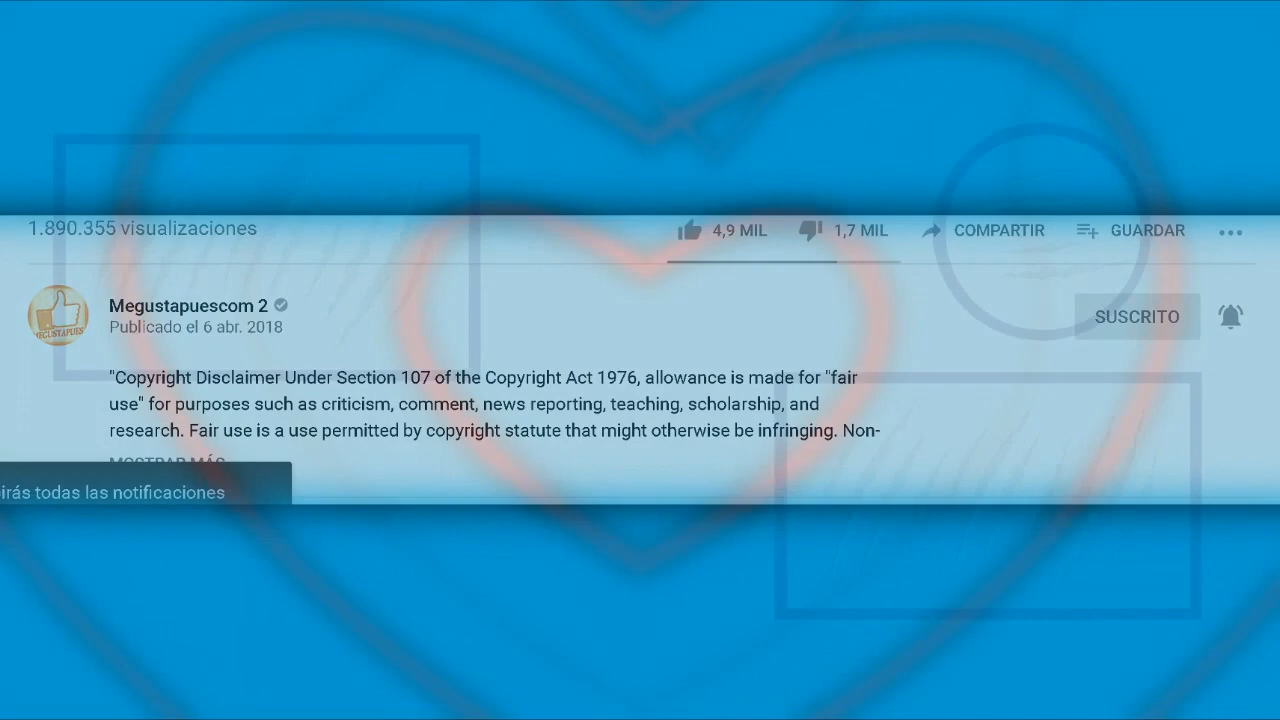 1.890.355 visualizaciones
4,9 MIL 1,7 MIL COMPARTIR GUARDAR
Megustapuescom 2
SUSCRITO
Publicado el 6 abr. 2018
MEGUSTAPUES
"Copyright Disclaimer Under Section 107 of the Copyright Act 1976, allowance is made for "fair
use" for purposes such as criticism, comment, news reporting, teaching, scholarship, and
research. Fair use is a use permitted by copyright statute that might otherwise be infringing. Non-
MOSTRAR MÁS
irás todas las notificaciones